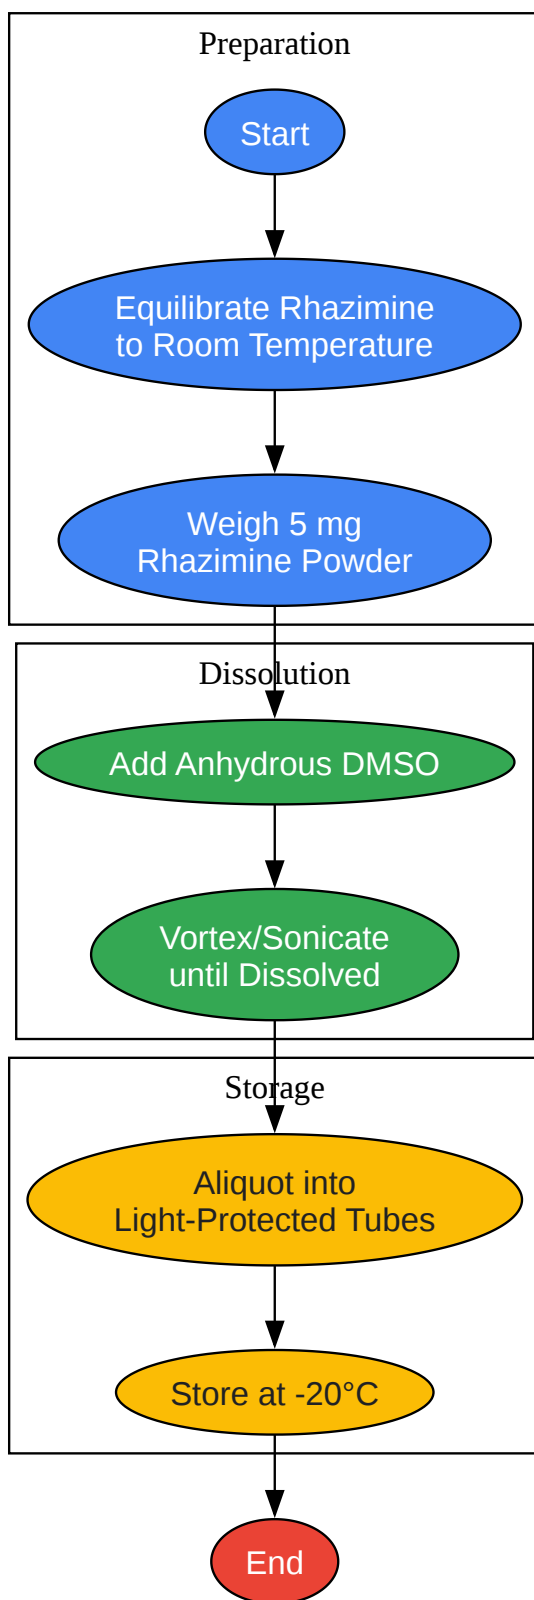 Preparation
Start
Equilibrate Rhazimine
to Room Temperature
Weigh 5 mg
Rhazimine Powder
Dissolution
Add Anhydrous DMSO
Vortex/Sonicate
until Dissolved
Storage
Aliquot into
Light-Protected Tubes
Store at -20°C
End